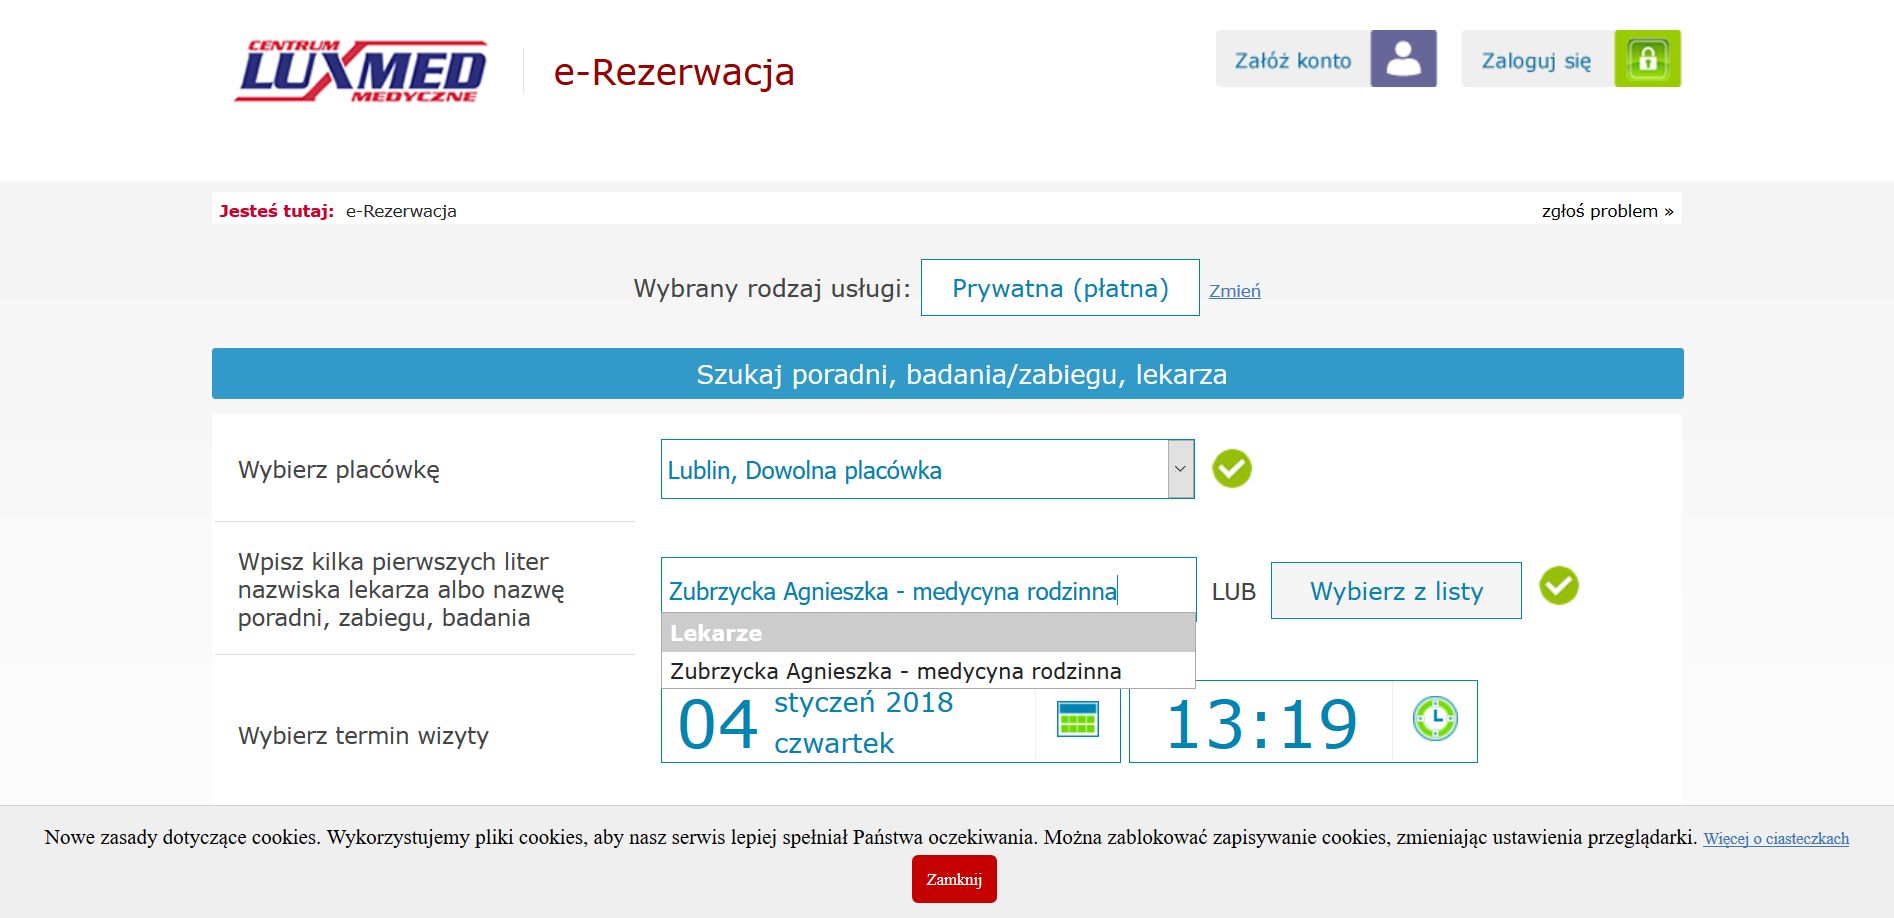 CENTRUM
LUXMED
MEDYCZNE
e-Rezerwacja
Załóż konto
Zaloguj się
Jesteś tutaj: e-Rezerwacja
zgłoś problem »
Wybrany rodzaj usługi: Prywatna (płatna) Zmień
Szukaj poradni, badania/zabiegu, lekarza
Wybierz placówkę
Lublin, Dowolna placówka
Wpisz kilka pierwszych liter
nazwiska lekarza albo nazwę
poradni, zabiegu, badania
Zubrzycka Agnieszka - medycyna rodzinna
LUB
Wybierz z listy
Lekarze
Zubrzycka Agnieszka - medycyna rodzinna
Wybierz termin wizyty
04
styczeń 2018
czwartek
13:19
Nowe zasady dotyczące cookies. Wykorzystujemy pliki cookies, aby nasz serwis lepiej spełniał Państwa oczekiwania. Można zablokować zapisywanie cookies, zmieniając ustawienia przeglądarki. Więcej o ciasteczkach
Zamknij